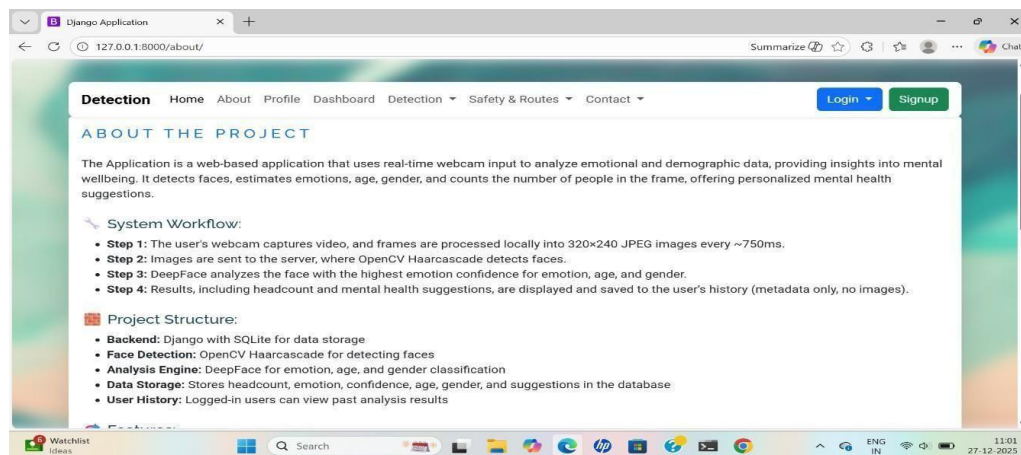 Django Application
127.0.0.1:8000/about/
Summarize
Chat
Detection Home About Profile Dashboard Detection Safety & Routes Contact Login Signup
ABOUT THE PROJECT
The Application is a web-based application that uses real-time webcam input to analyze emotional and demographic data, providing insights into mental
wellbeing. It detects faces, estimates emotions, age, gender, and counts the number of people in the frame, offering personalized mental health
suggestions.
System Workflow:
• Step 1: The user's webcam captures video, and frames are processed locally into 320×240 JPEG images every ~750ms.
• Step 2: Images are sent to the server, where OpenCV Haarcascade detects faces.
• Step 3: DeepFace analyzes the face with the highest emotion confidence for emotion, age, and gender.
• Step 4: Results, including headcount and mental health suggestions, are displayed and saved to the user's history (metadata only, no images).
Project Structure:
• Backend: Django with SQLite for data storage
• Face Detection: OpenCV Haarcascade for detecting faces
• Analysis Engine: DeepFace for emotion, age, and gender classification
• Data Storage: Stores headcount, emotion, confidence, age, gender, and suggestions in the database
• User History: Logged-in users can view past analysis results
Watchlist
Ideas
Search
ENG
IN
11:01
27-12-2025